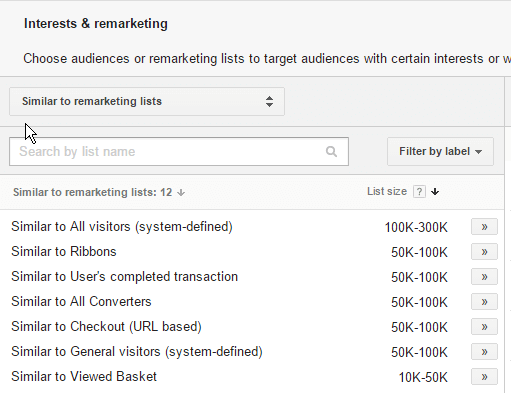 Interests & remarketing
Choose audiences or remarketing lists to target audiences with certain interests or
Similar to remarketing lists
Search by list name
Filter by label
Similar to remarketing lists: 12 List size ?
Similar to All visitors (system-defined) 100K-300K »
Similar to Ribbons 50K-100K »
Similar to User's completed transaction 50K-100K »
Similar to All Converters 50K-100K »
Similar to Checkout (URL based) 50K-100K »
Similar to General visitors (system-defined) 50K-100K »
Similar to Viewed Basket 10K-50K »